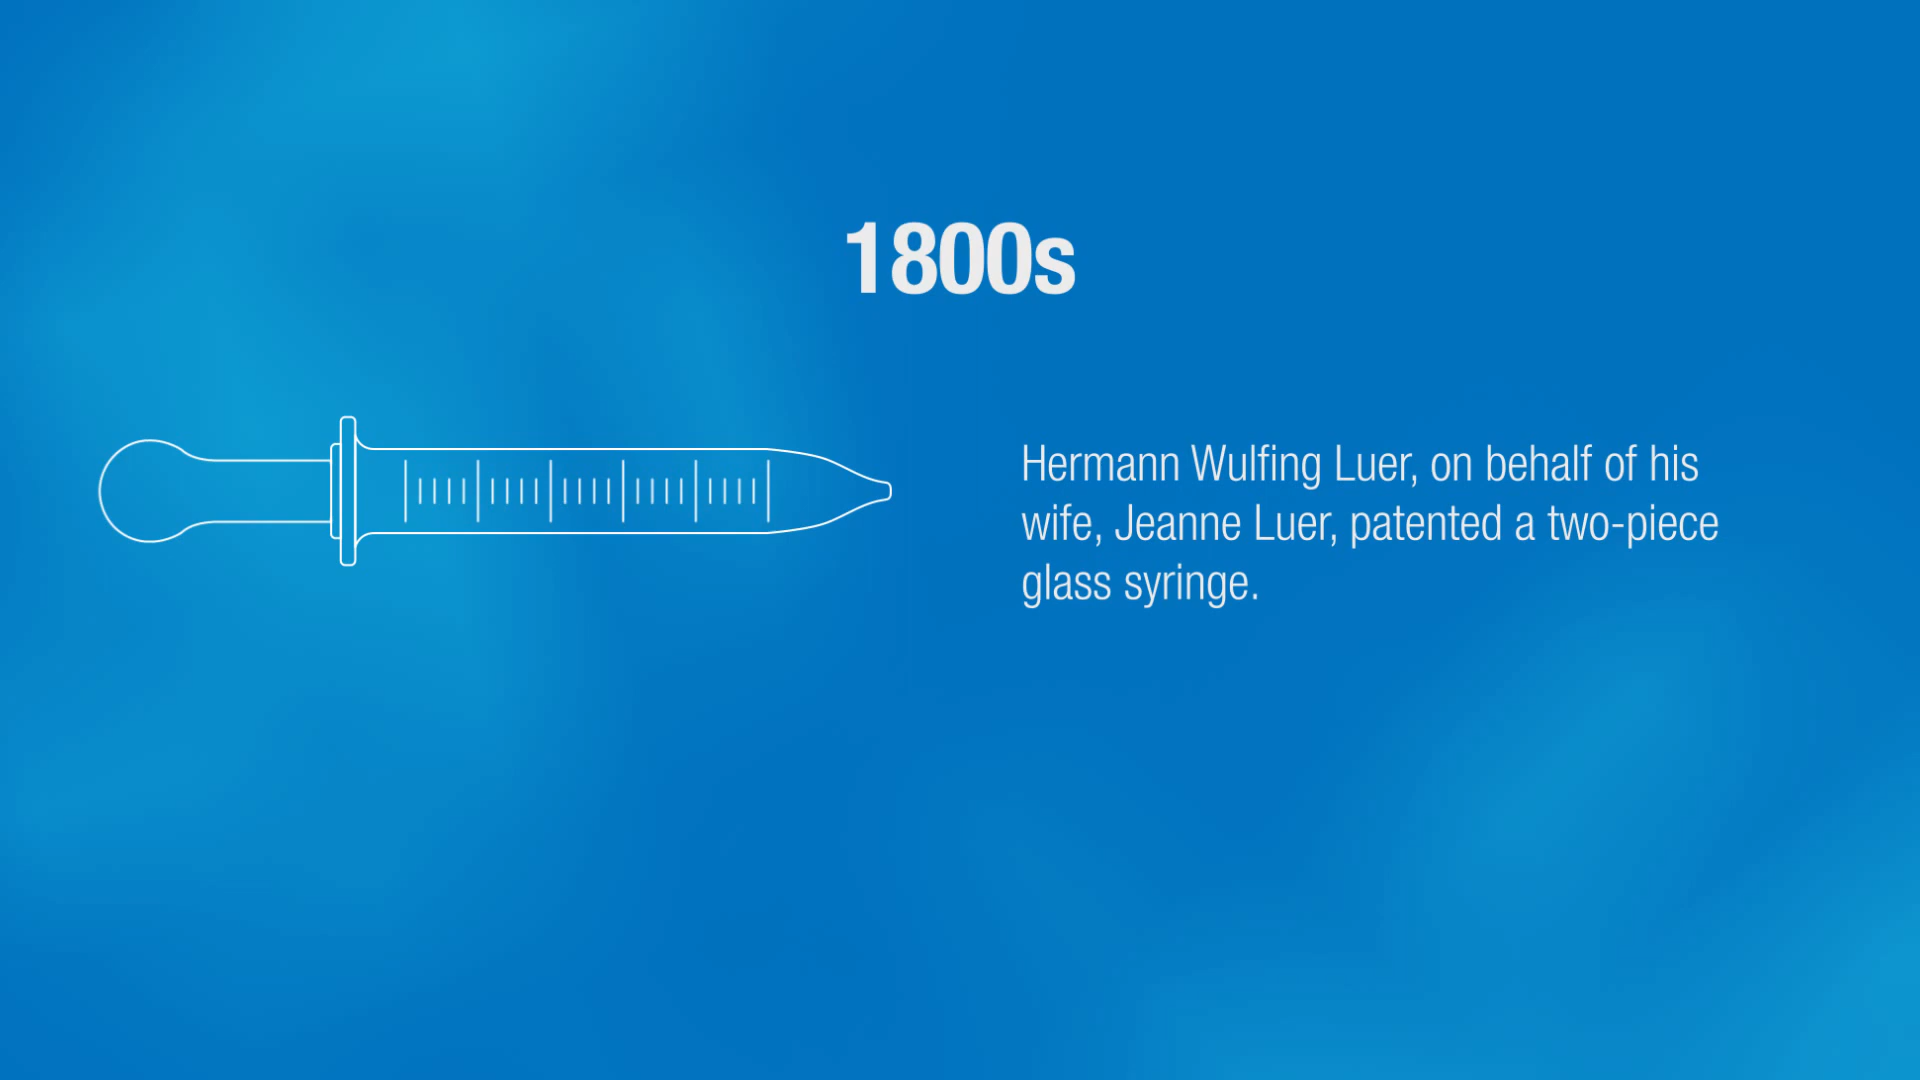 1800s
Hermann Wulfing Luer, on behalf of his
wife, Jeanne Luer, patented a two-piece
glass syringe.